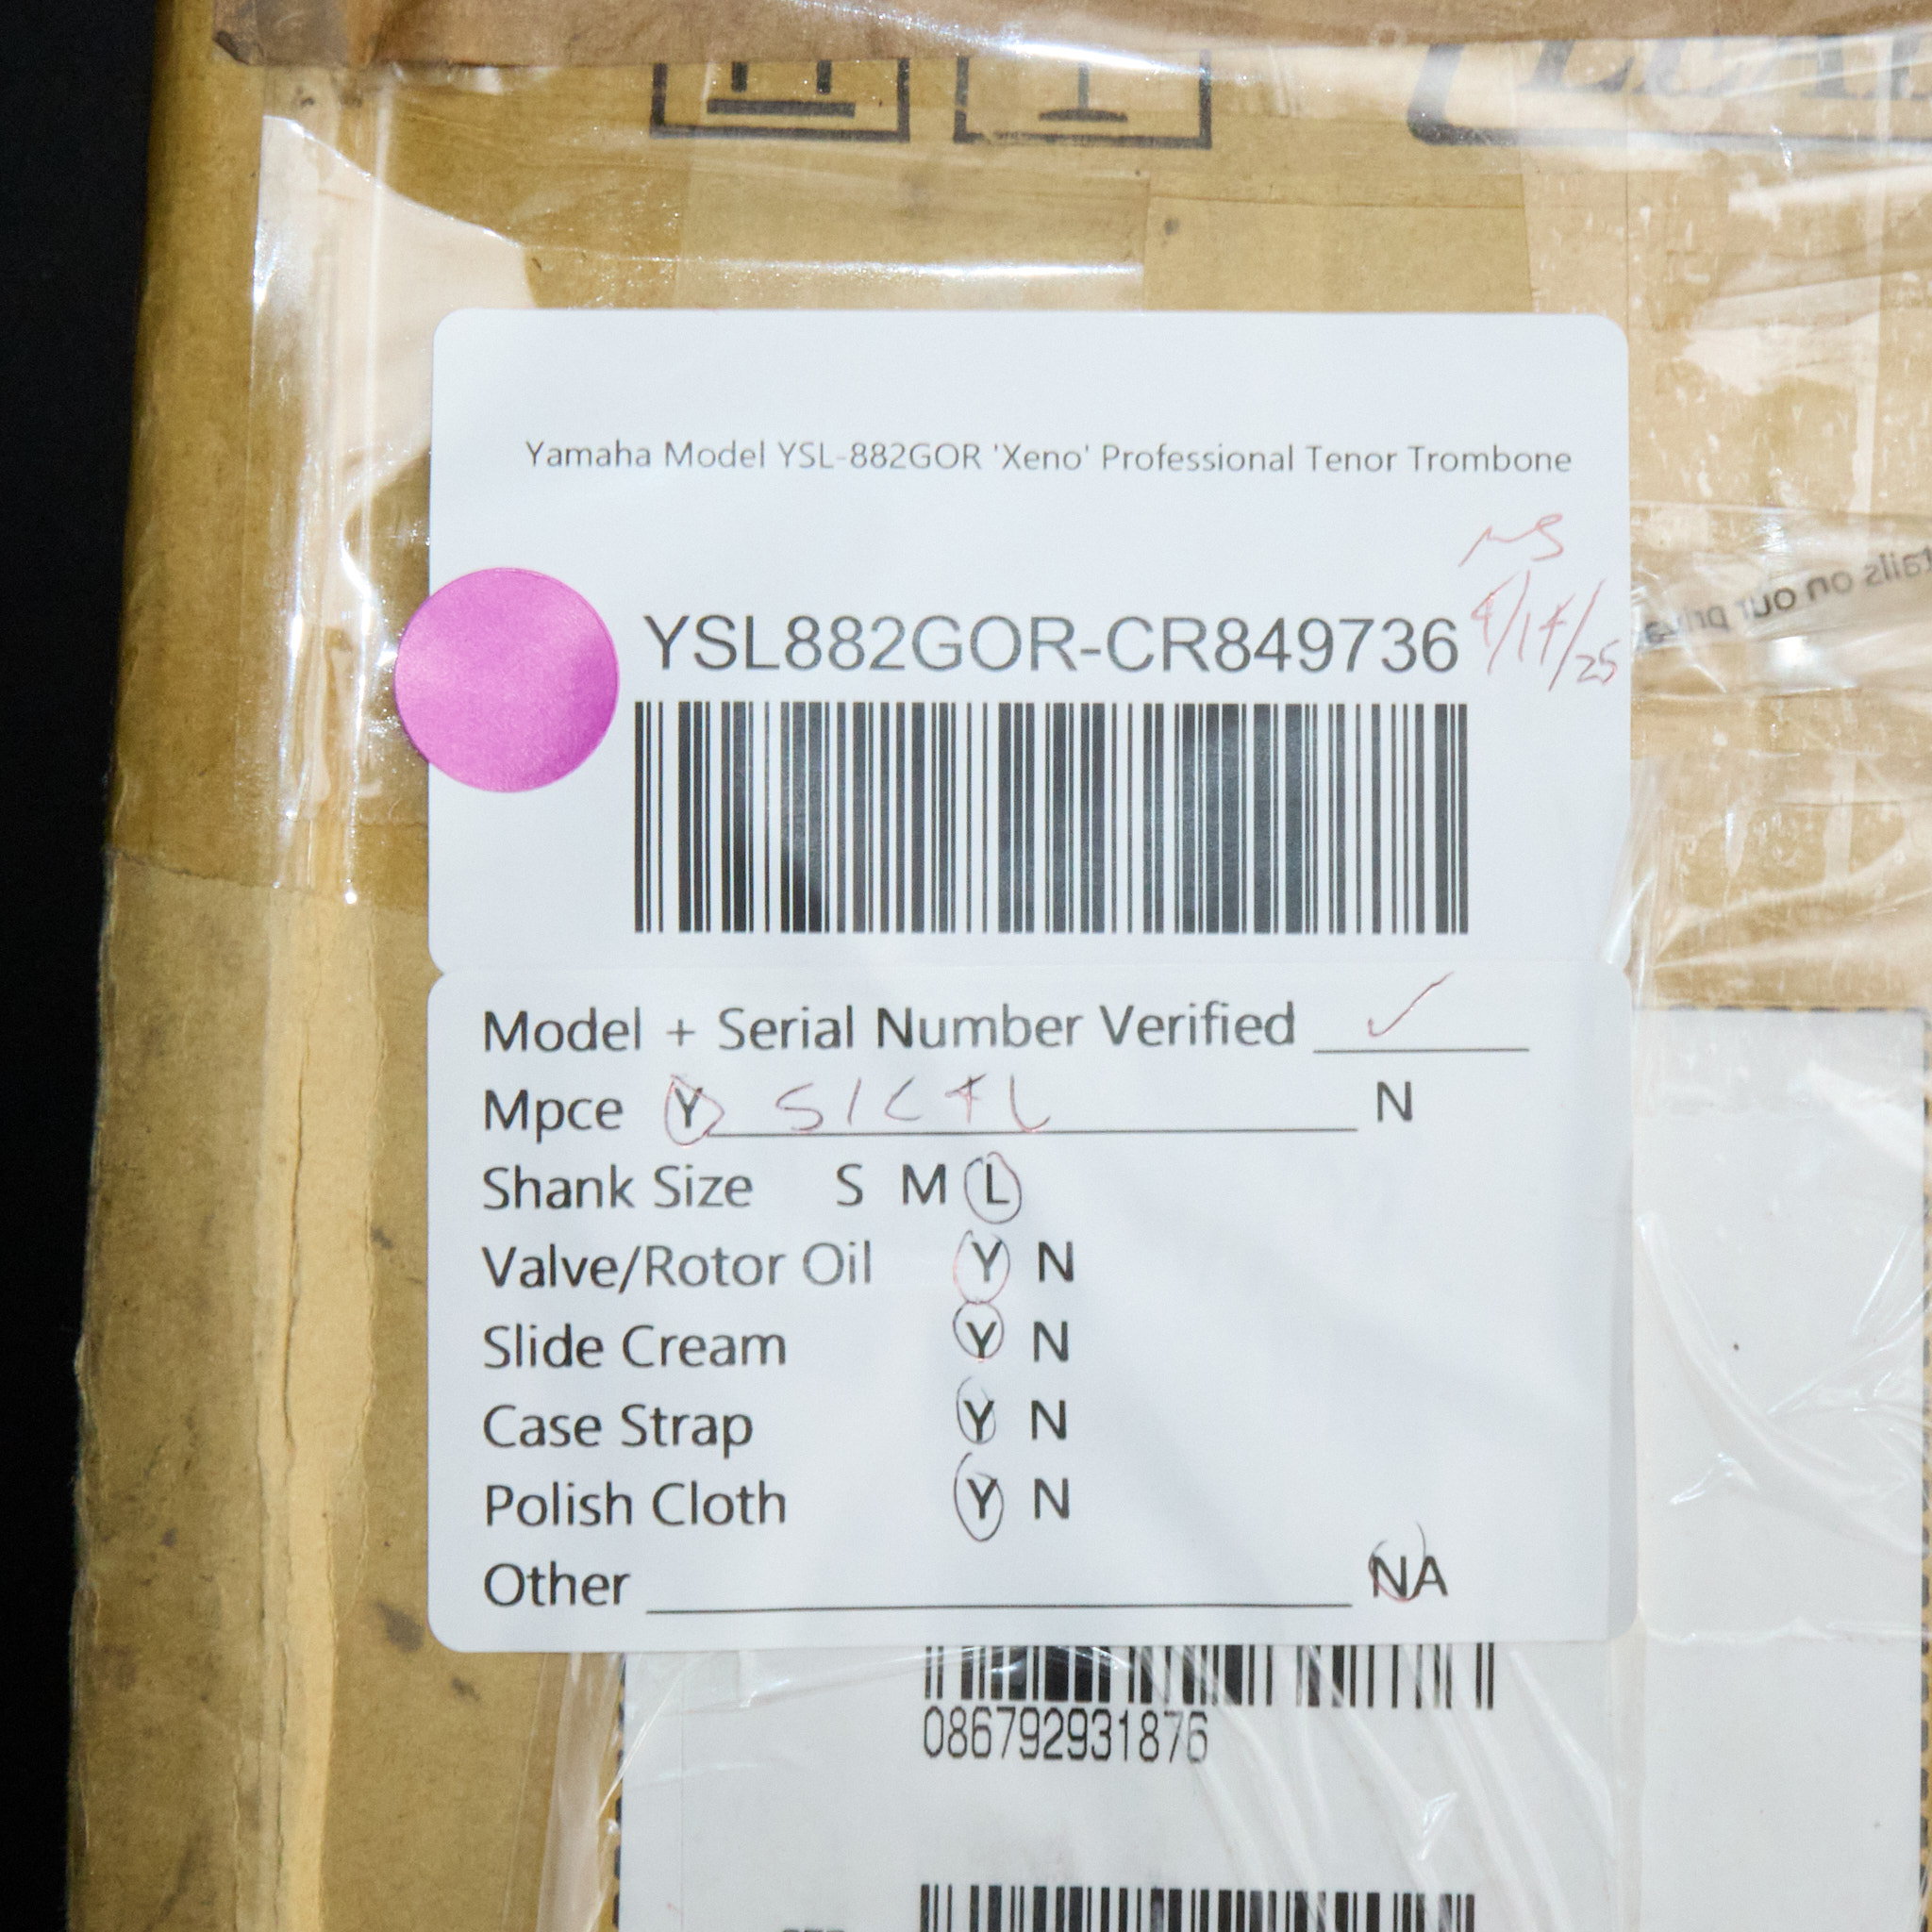 Yamaha Model YSL-882GOR 'Xeno' Professional Tenor Trombone
YSL882GOR-CR849736
4/14/25
Model + Serial Number Verified ✓
Mpce Y 51C4L N
Shank Size S M L
Valve/Rotor Oil Y N
Slide Cream Y N
Case Strap Y N
Polish Cloth Y N
Other NA
086792931876